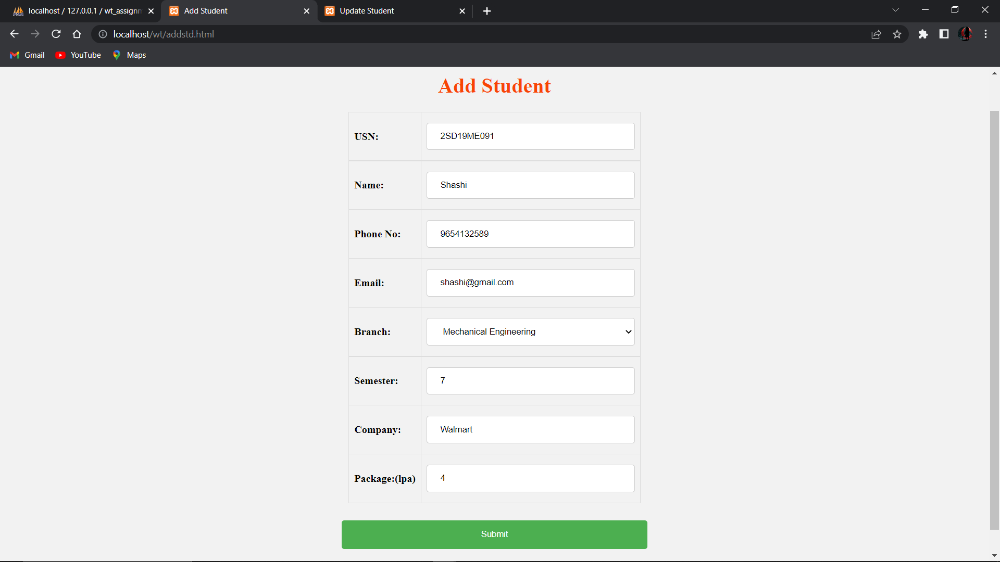 localhost / 127.0.0.1 / wt_assignm
Add Student
Update Student
localhost/wt/addstd.html
Gmail
YouTube
Maps
Add Student
USN: 2SD19ME091
Name: Shashi
Phone No: 9654132589
Email: shashi@gmail.com
Branch: Mechanical Engineering
Semester: 7
Company: Walmart
Package:(lpa) 4
Submit